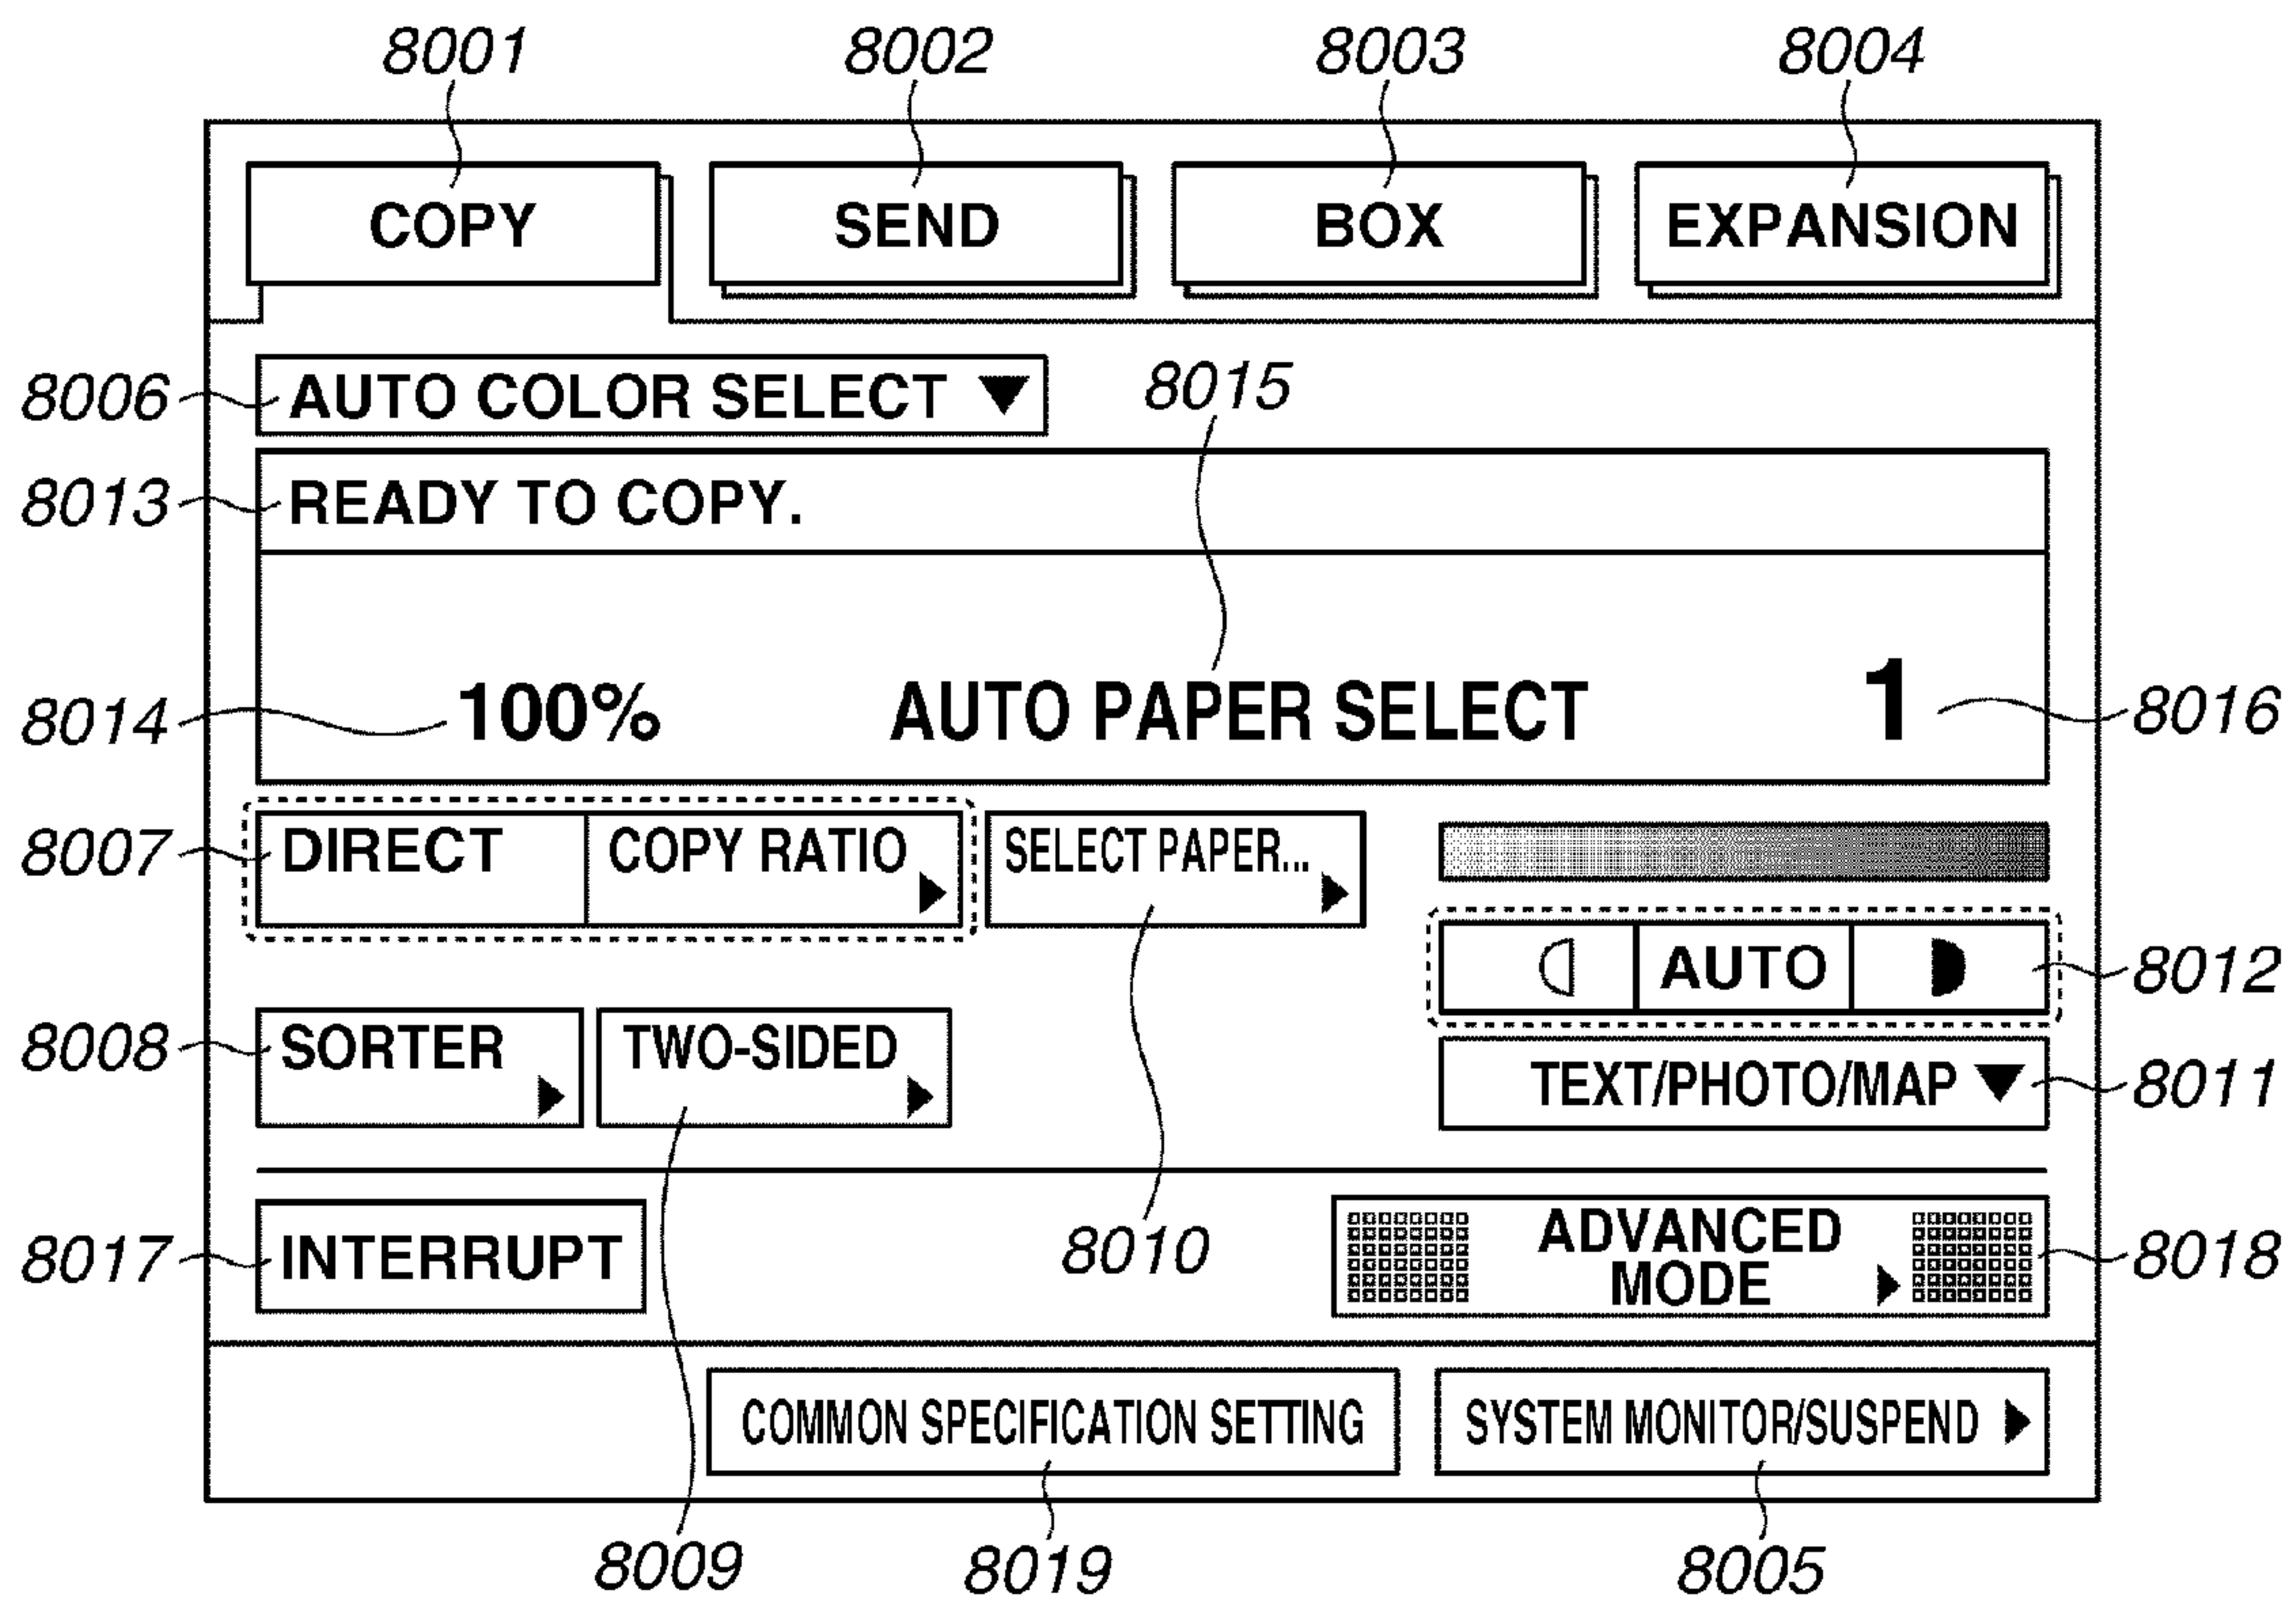 8001 8002 8003 8004
COPY SEND BOX EXPANSION
8006 AUTO COLOR SELECT 8015
8013 READY TO COPY.
8014 100% AUTO PAPER SELECT 1 8016
8007 DIRECT COPY RATIO SELECT PAPER...
AUTO 8012
8008 SORTER TWO-SIDED
TEXT/PHOTO/MAP 8011
8017 INTERRUPT 8010 ADVANCED
MODE 8018
COMMON SPECIFICATION SETTING SYSTEM MONITOR/SUSPEND
8009 8019 8005